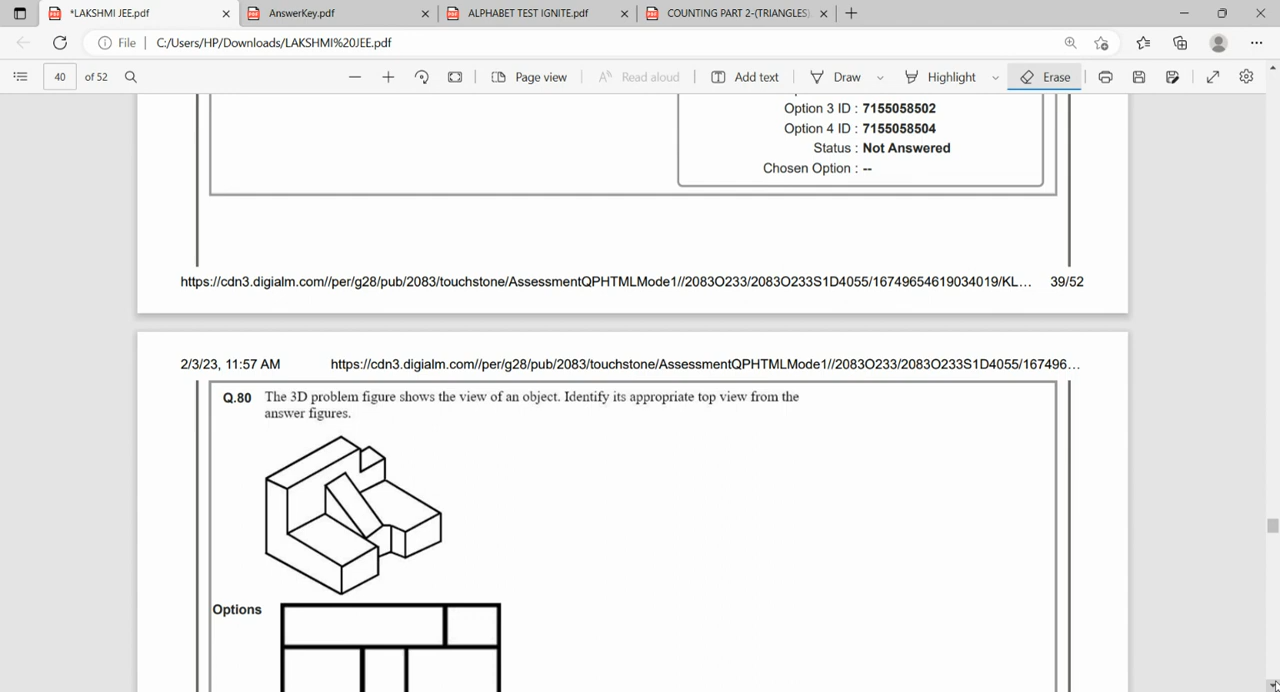 *LAKSHMI JEE.pdf
AnswerKey.pdf
ALPHABET TEST IGNITE.pdf
COUNTING PART 2-(TRIANGLES)
File
C:/Users/HP/Downloads/LAKSHMI%20JEE.pdf
40 of 52
Page view
Read aloud
Add text
Draw
Highlight
Erase
Option 3 ID : 7155058502
Option 4 ID : 7155058504
Status : Not Answered
Chosen Option : --
https://cdn3.digialm.com//per/g28/pub/2083/touchstone/AssessmentQPHTMLMode1//2083O233/2083O233S1D4055/16749654619034019/KL... 39/52
2/3/23, 11:57 AM https://cdn3.digialm.com//per/g28/pub/2083/touchstone/AssessmentQPHTMLMode1//2083O233/2083O233S1D4055/167496...
Q.80 The 3D problem figure shows the view of an object. Identify its appropriate top view from the
answer figures.
Options